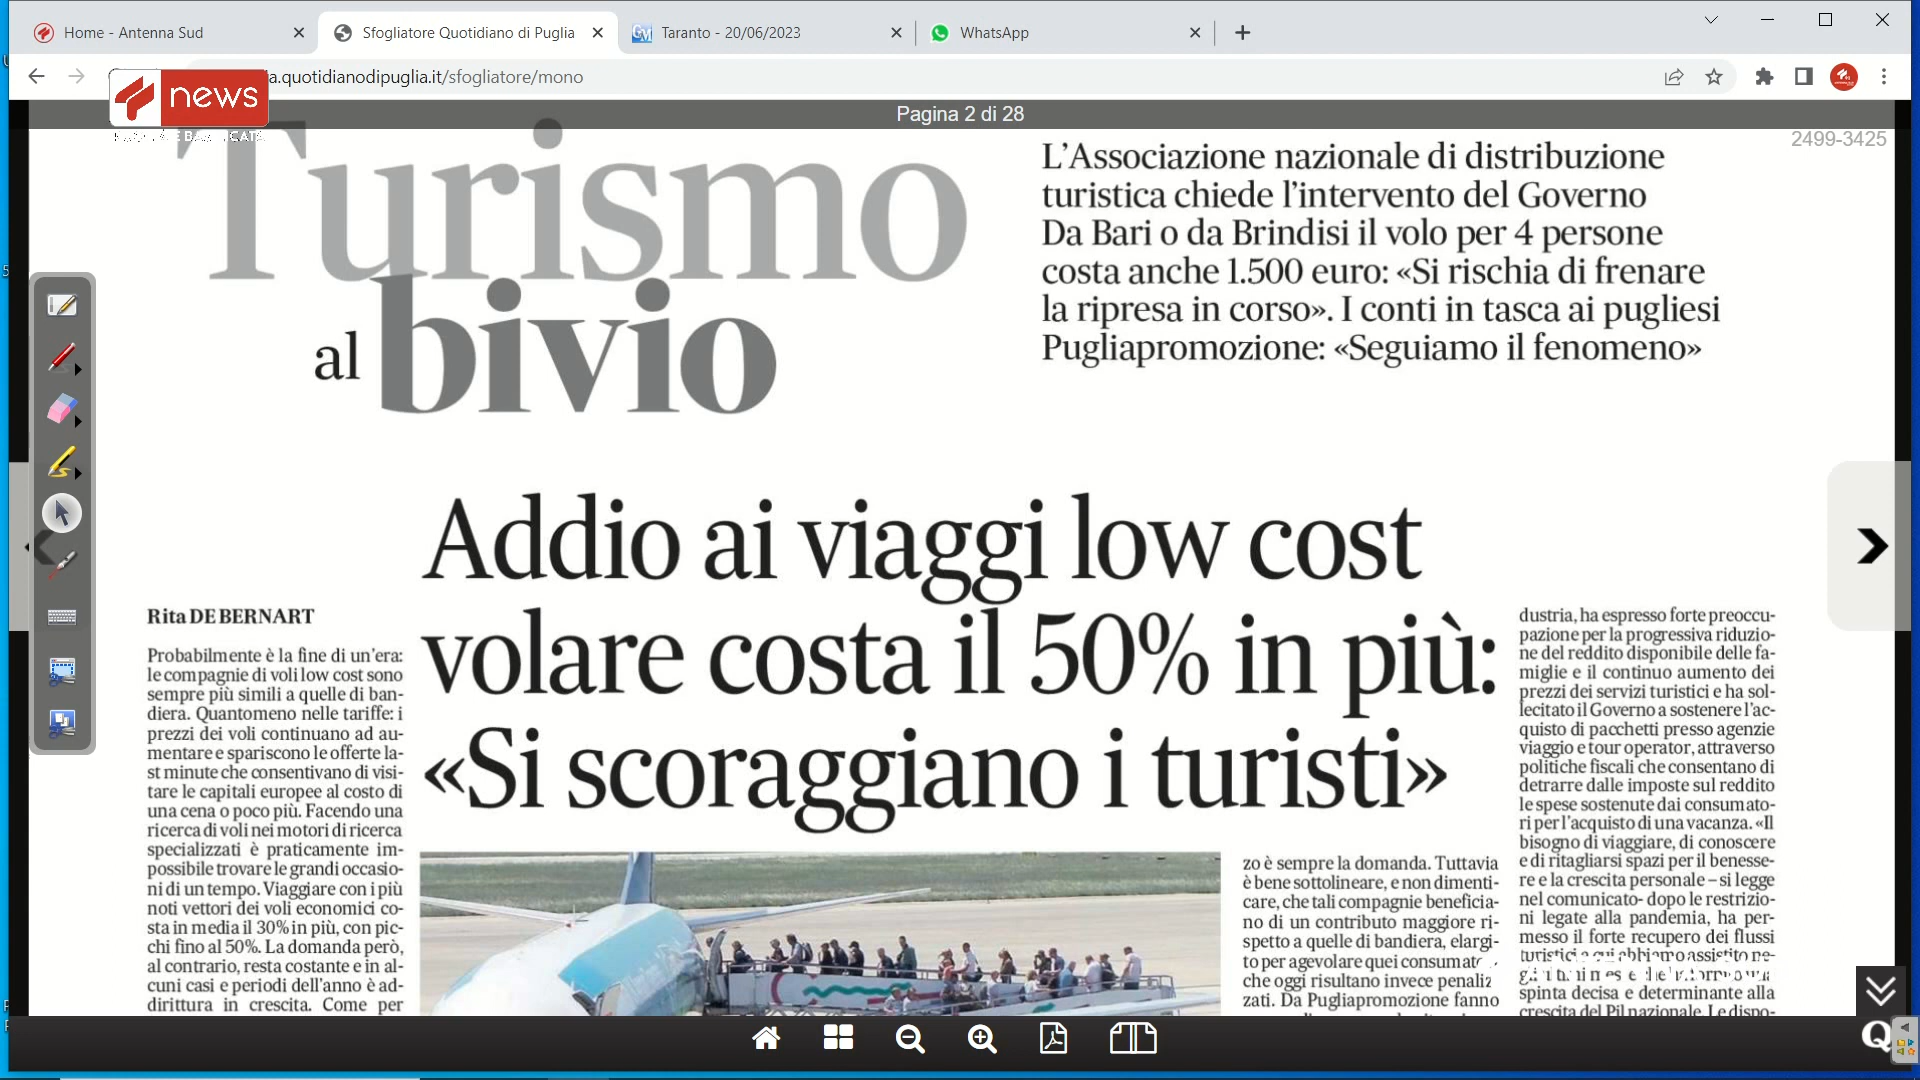 Home - Antenna Sud
Sfogliatore Quotidiano di Puglia
Taranto - 20/06/2023
WhatsApp
a.quotidianodipuglia.it/sfogliatore/mono
news
Pagina 2 di 28
2499-3425
Turismo
al bivio
L'Associazione nazionale di distribuzione
turistica chiede l'intervento del Governo
Da Bari o da Brindisi il volo per 4 persone
costa anche 1.500 euro: «Si rischia di frenare
la ripresa in corso». I conti in tasca ai pugliesi
Pugliapromozione: «Seguiamo il fenomeno»
Addio ai viaggi low cost
volare costa il 50% in più:
«Si scoraggiano i turisti»
Rita DE BERNART
Probabilmente è la fine di un'era:
le compagnie di voli low cost sono
sempre più simili a quelle di ban-
diera. Quantomeno nelle tariffe: i
prezzi dei voli continuano ad au-
mentare e spariscono le offerte la-
st minute che consentivano di visi-
tare le capitali europee al costo di
una cena o poco più. Facendo una
ricerca di voli nei motori di ricerca
specializzati è praticamente im-
possibile trovare le grandi occasio-
ni di un tempo. Viaggiare con i più
noti vettori dei voli economici co-
sta in media il 30% in più, con pic-
chi fino al 50%. La domanda però,
al contrario, resta costante e in al-
cuni casi e periodi dell'anno è ad-
dirittura in crescita. Come per
zo è sempre la domanda. Tuttavia
è bene sottolineare, e non dimenti-
care, che tali compagnie beneficia-
no di un contributo maggiore ri-
spetto a quelle di bandiera, elargi-
to per agevolare quei consumat
che oggi risultano invece penaliz
zati. Da Pugliapromozione fanno
dustria, ha espresso forte preoccu-
pazione per la progressiva riduzio-
ne del reddito disponibile delle fa-
miglie e il continuo aumento dei
prezzi dei servizi turistici e ha sol-
lecitato il Governo a sostenere l'ac-
quisto di pacchetti presso agenzie
viaggio e tour operator, attraverso
politiche fiscali che consentano di
detrarre dalle imposte sul reddito
le spese sostenute dai consumato-
ri per l'acquisto di una vacanza. «Il
bisogno di viaggiare, di conoscere
e di ritagliarsi spazi per il benesse-
re e la crescita personale – si legge
nel comunicato- dopo le restrizio-
ni legate alla pandemia, ha per-
messo il forte recupero dei flussi
turistici a cui abbiamo assistito ne-
spinta decisa e determinante alla
crescita del Pil nazionale. Le dispo-
Q